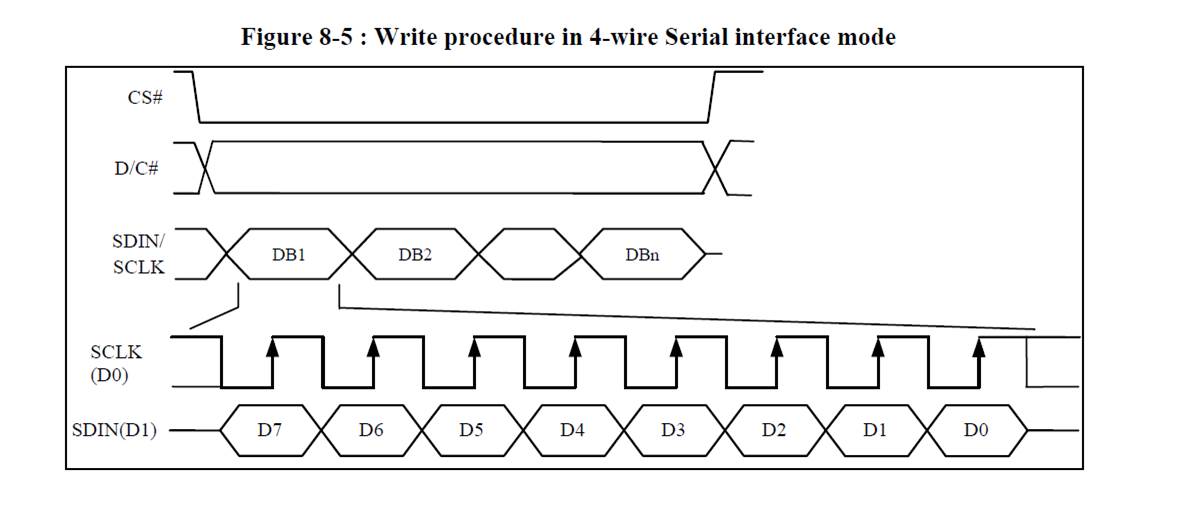 Figure 8-5 : Write procedure in 4-wire Serial interface mode
CS#
D/C#
SDIN/
SCLK
DB1 DB2 DBn
SCLK
(D0)
SDIN(D1) D7 D6 D5 D4 D3 D2 D1 D0